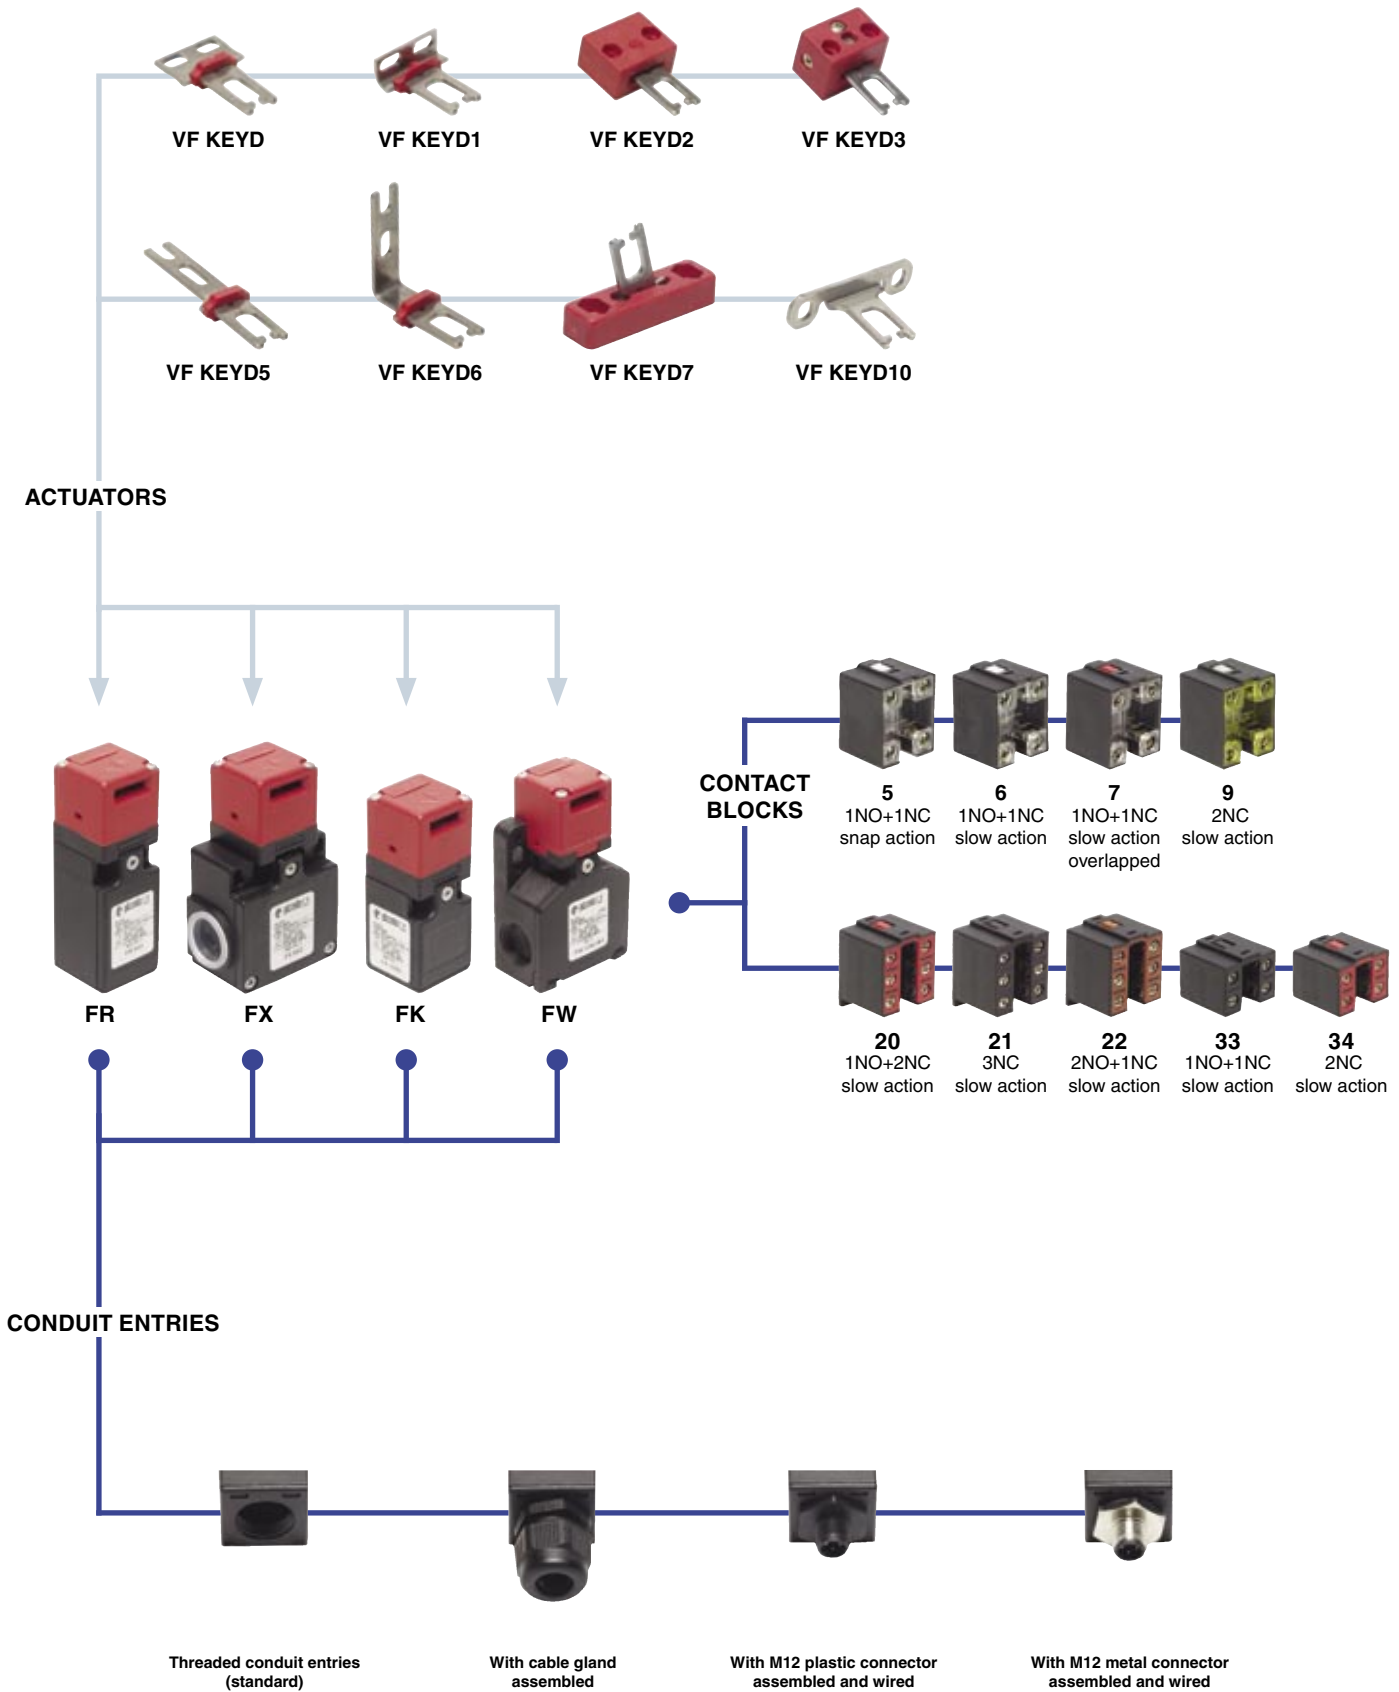 VF KEYD
VF KEYD1
VF KEYD2
VF KEYD3
VF KEYD5
VF KEYD6
VF KEYD7
VF KEYD10
ACTUATORS
CONTACT
BLOCKS
5
1NO+1NC
snap action
6
1NO+1NC
slow action
7
1NO+1NC
slow action
overlapped
9
2NC
slow action
FR
FX
FK
FW
20
1NO+2NC
slow action
21
3NC
slow action
22
2NO+1NC
slow action
33
1NO+1NC
slow action
34
2NC
slow action
CONDUIT ENTRIES
Threaded conduit entries
(standard)
With cable gland
assembled
With M12 plastic connector
assembled and wired
With M12 metal connector
assembled and wired